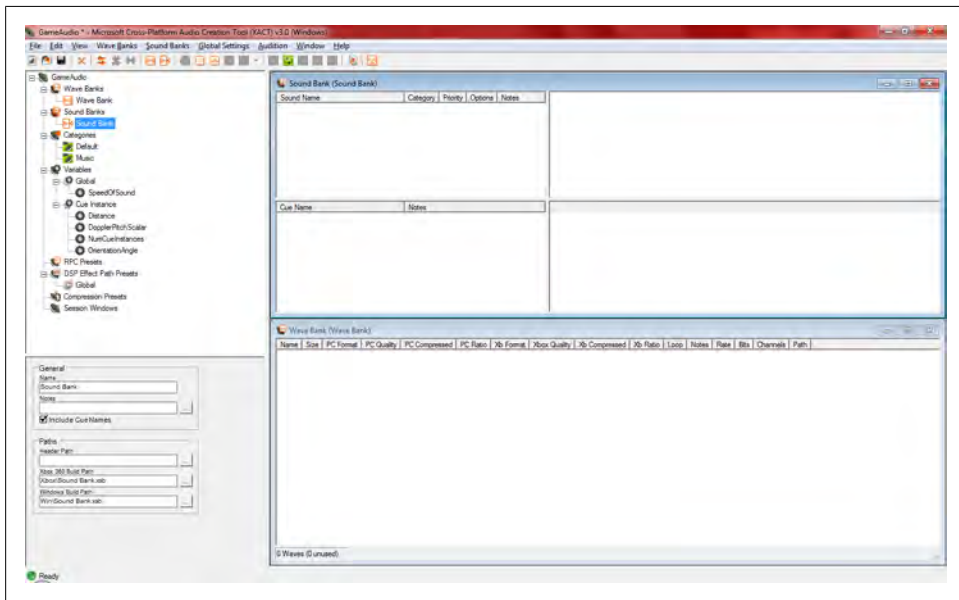 GameAudio * - Microsoft Cross-Platform Audio Creation Tool (XACT) v3.0 (Windows)
File Edit View Wave Banks Sound Banks Global Settings Audition Window Help
GameAudio
Wave Banks
Wave Bank
Sound Banks
Sound Bank
Categories
Default
Music
Variables
Global
SpeedOfSound
Cue Instance
Distance
DopplerPitchScalar
NumCueInstances
OrientationAngle
RPC Presets
DSP Effect Path Presets
Global
Compression Presets
Session Windows
General
Name
Sound Bank
Notes
...
Include Cue Names
Paths
Header Path
...
Xbox 360 Build Path
Xbox\Sound Bank.xsb
...
Windows Build Path
Win\Sound Bank.xsb
...
Ready
Sound Bank (Sound Bank)
Sound Name Category Priority Options Notes
Cue Name Notes
Wave Bank (Wave Bank)
Name Size PC Format PC Quality PC Compressed PC Ratio Xb Format Xbox Quality Xb Compressed Xb Ratio Loop Notes Rate Bits Channels Path
0 Waves (0 unused)